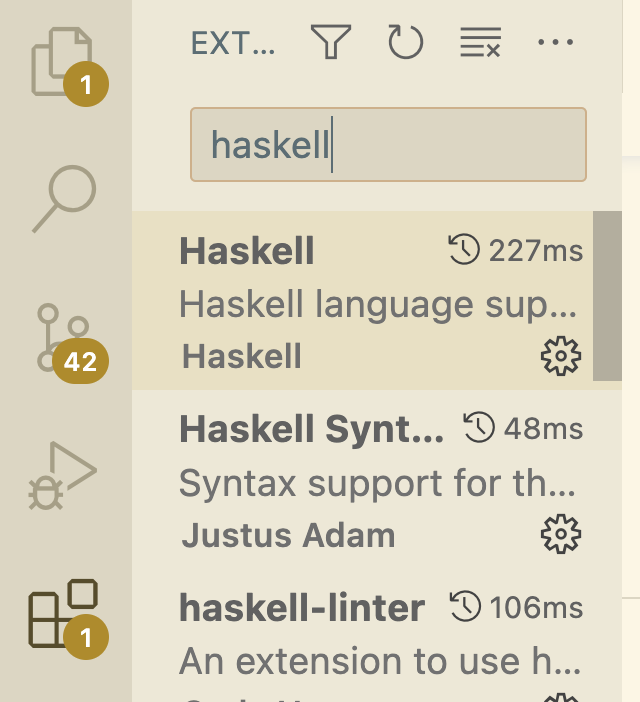 EXT...
1
haskell
Haskell 227ms
Haskell language sup...
Haskell
42
Haskell Synt... 48ms
Syntax support for th...
Justus Adam
haskell-linter 106ms
1
An extension to use h...